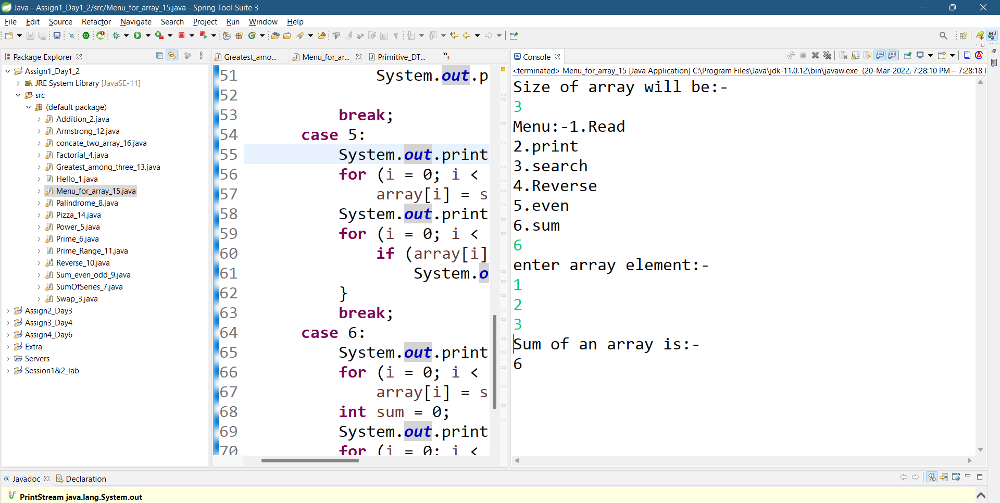 Java - Assign1_Day1_2/src/Menu_for_array_15.java - Spring Tool Suite 3
File Edit Source Refactor Navigate Search Project Run Window Help
Package Explorer
Assign1_Day1_2
JRE System Library [JavaSE-11]
src
(default package)
Addition_2.java
Armstrong_12.java
concate_two_array_16.java
Factorial_4.java
Greatest_among_three_13.java
Hello_1.java
Menu_for_array_15.java
Palindrome_8.java
Pizza_14.java
Power_5.java
Prime_6.java
Prime_Range_11.java
Reverse_10.java
Sum_even_odd_9.java
SumOfSeries_7.java
Swap_3.java
Assign2_Day3
Assign3_Day4
Assign4_Day6
Extra
Servers
Session1&2_lab
Greatest_amo... Menu_for_ar... Primitive_DT... »3
51 System.out.p
52
53 break;
54 case 5:
55 System.out.print
56 for (i = 0; i <
57 array[i] = s
58 System.out.print
59 for (i = 0; i <
60 if (array[i]
61 System.o
62 }
63 break;
64 case 6:
65 System.out.print
66 for (i = 0; i <
67 array[i] = s
68 int sum = 0;
69 System.out.print
70 for (i = 0; i <
Console
<terminated> Menu_for_array_15 [Java Application] C:\Program Files\Java\jdk-11.0.12\bin\javaw.exe (20-Mar-2022, 7:28:10 PM – 7:28:18
Size of array will be:-
3
Menu:-1.Read
2.print
3.search
4.Reverse
5.even
6.sum
6
enter array element:-
1
2
3
Sum of an array is:-
6
@ Javadoc Declaration
PrintStream java.lang.System.out